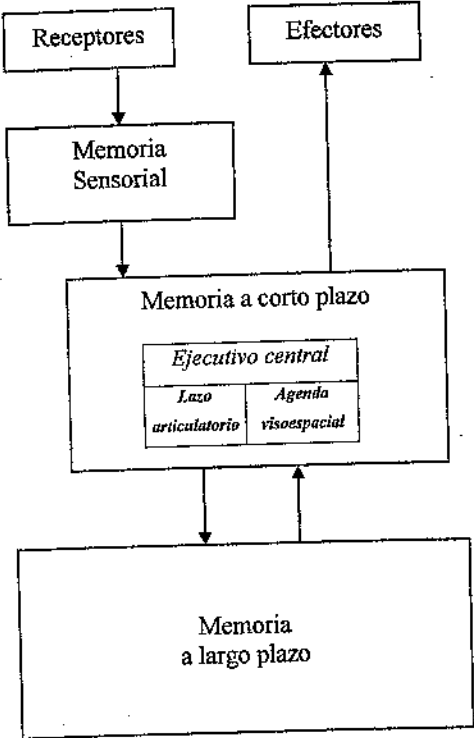 Receptores
Efectores
Memoria
Sensorial
Memoria a corto plazo
Ejecutivo central
Lazo
articulatorio
Agenda
visoespacial
Memoria
a largo plazo